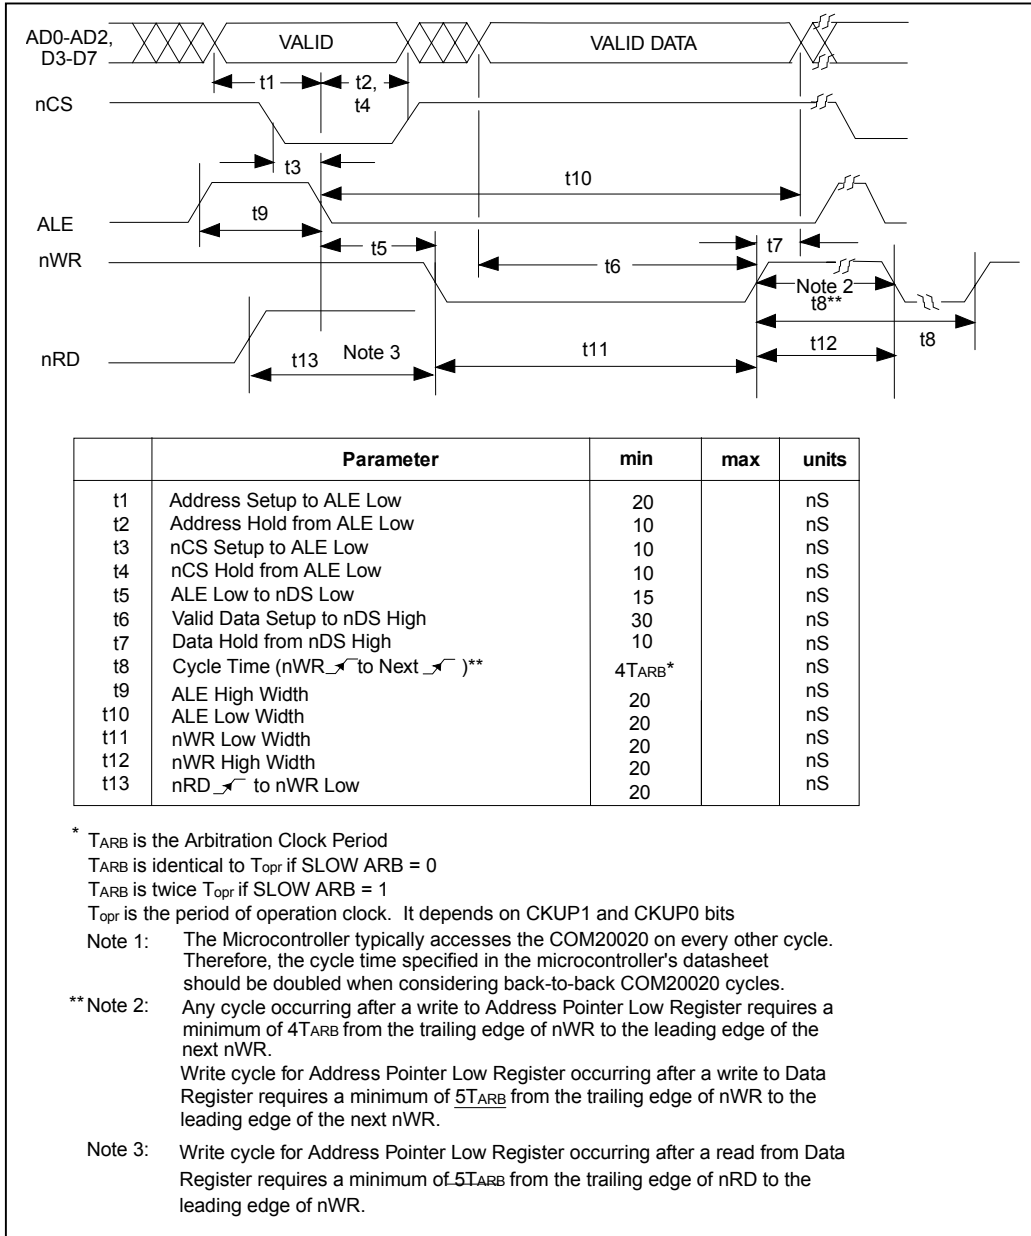 AD0-AD2,
D3-D7
VALID
VALID DATA
t1
t2,
t4
nCS
t3
t10
ALE
t9
t5
t7
nWR
t6
Note 2
t8**
t8
nRD
t13
Note 3
t11
t12
Parameter min max units
t1 Address Setup to ALE Low 20 nS
t2 Address Hold from ALE Low 10 nS
t3 nCS Setup to ALE Low 10 nS
t4 nCS Hold from ALE Low 10 nS
t5 ALE Low to nDS Low 15 nS
t6 Valid Data Setup to nDS High 30 nS
t7 Data Hold from nDS High 10 nS
t8 Cycle Time (nWR to Next )** 4TARB* nS
t9 ALE High Width 20 nS
t10 ALE Low Width 20 nS
t11 nWR Low Width 20 nS
t12 nWR High Width 20 nS
t13 nRD to nWR Low 20 nS
* TARB is the Arbitration Clock Period
TARB is identical to Topr if SLOW ARB = 0
TARB is twice Topr if SLOW ARB = 1
Topr is the period of operation clock. It depends on CKUP1 and CKUP0 bits
Note 1: The Microcontroller typically accesses the COM20020 on every other cycle.
Therefore, the cycle time specified in the microcontroller's datasheet
should be doubled when considering back-to-back COM20020 cycles.
**Note 2: Any cycle occurring after a write to Address Pointer Low Register requires a
minimum of 4TARB from the trailing edge of nWR to the leading edge of the
next nWR.
Write cycle for Address Pointer Low Register occurring after a write to Data
Register requires a minimum of 5TARB from the trailing edge of nWR to the
leading edge of the next nWR.
Note 3: Write cycle for Address Pointer Low Register occurring after a read from Data
Register requires a minimum of 5TARB from the trailing edge of nRD to the
leading edge of nWR.